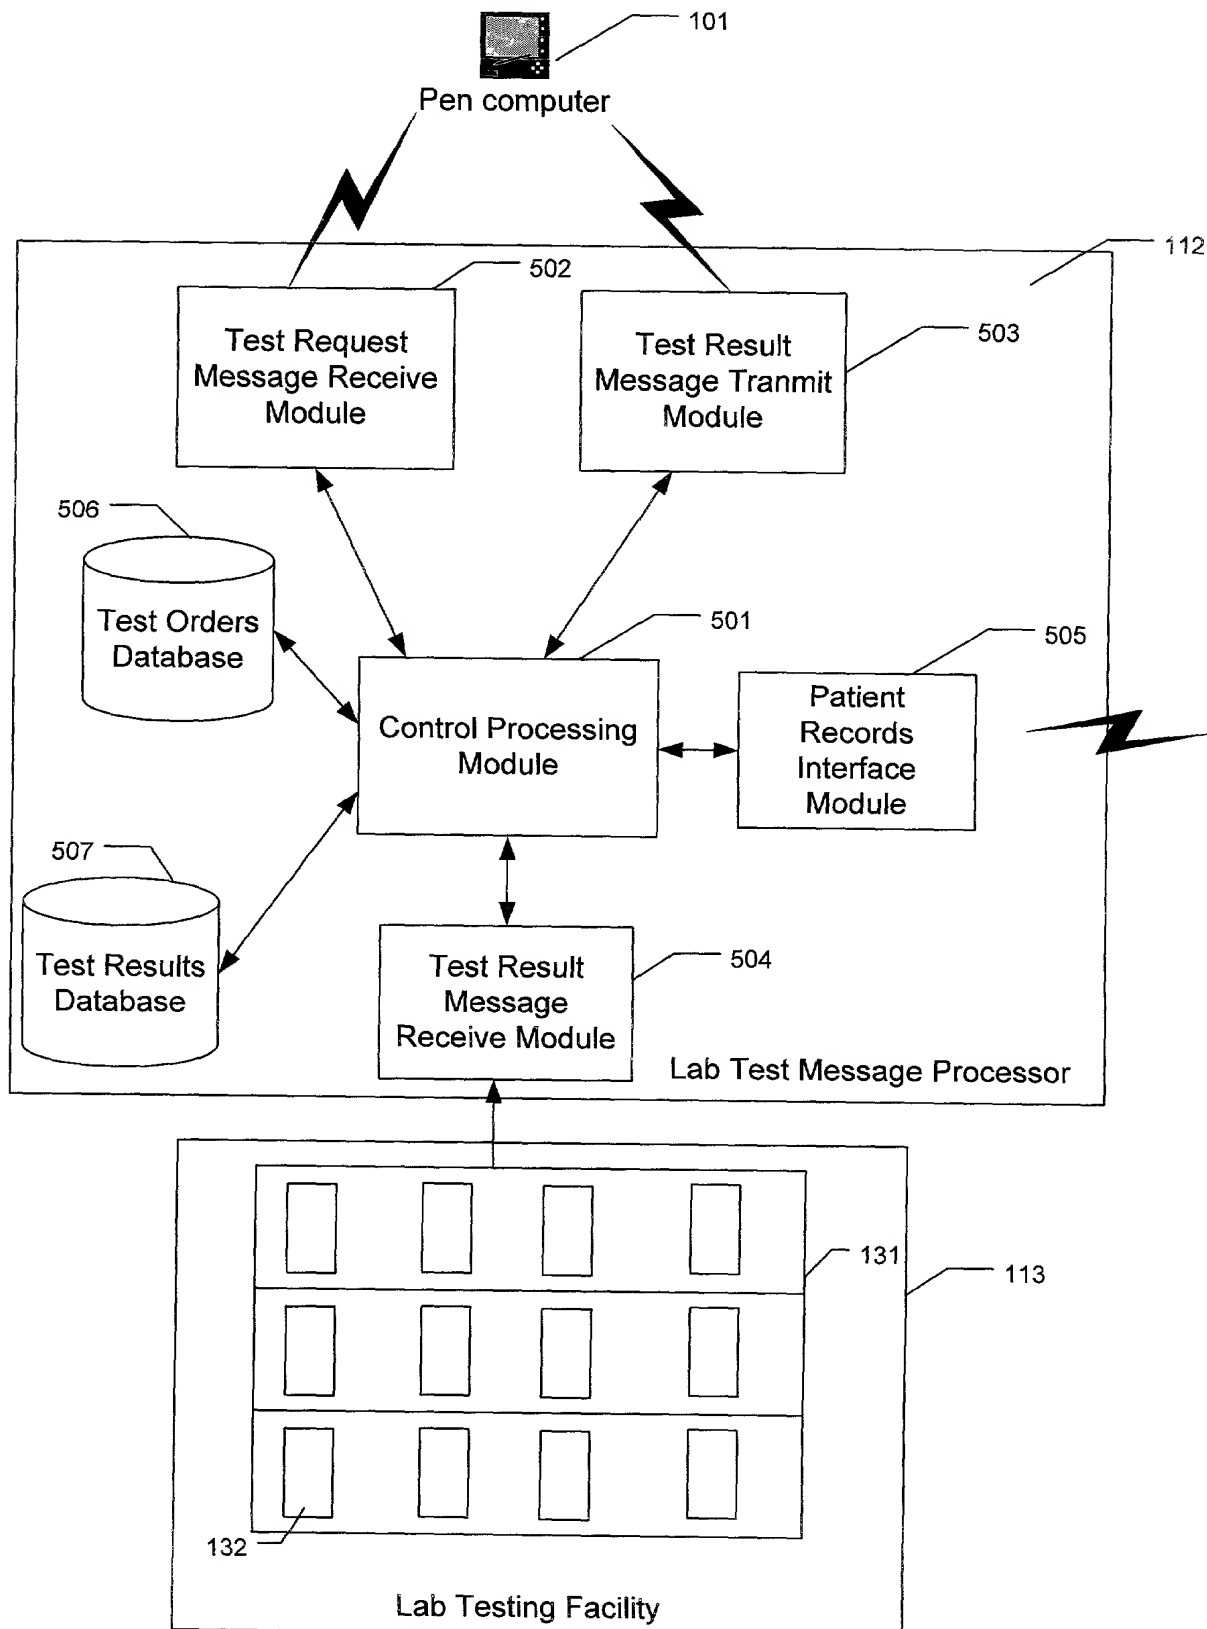 101
Pen computer
112
502
Test Request
Message Receive
Module
503
Test Result
Message Tranmit
Module
506
Test Orders
Database
501
Control Processing
Module
505
Patient
Records
Interface
Module
507
Test Results
Database
504
Test Result
Message
Receive Module
Lab Test Message Processor
131
113
132
Lab Testing Facility